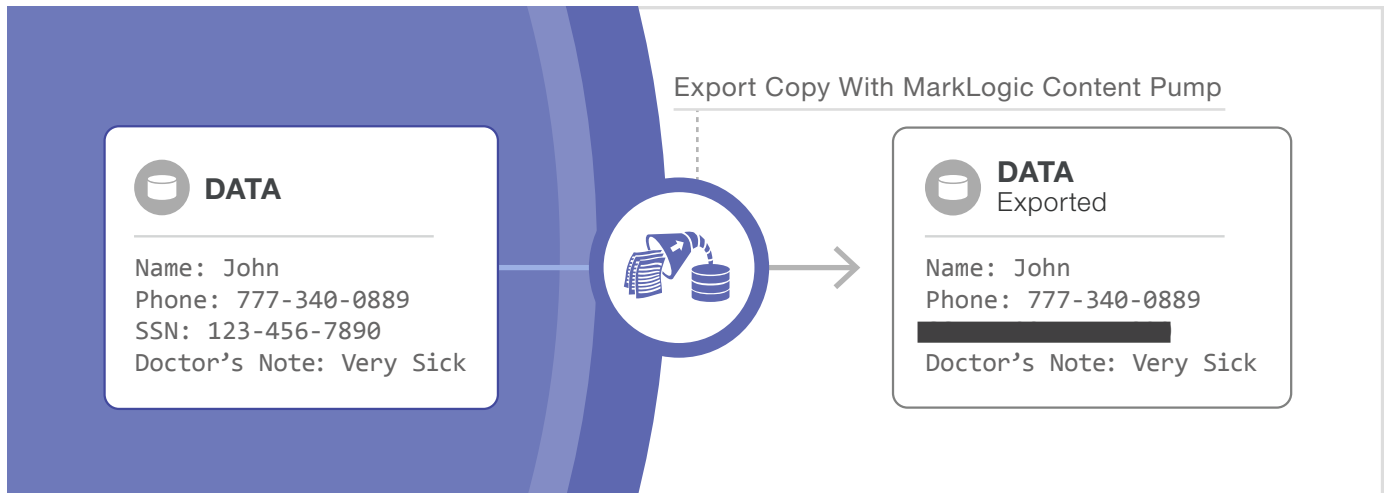 Export Copy With MarkLogic Content Pump
DATA
Name: John
Phone: 777-340-0889
SSN: 123-456-7890
Doctor’s Note: Very Sick
DATA
Exported
Name: John
Phone: 777-340-0889
Doctor’s Note: Very Sick